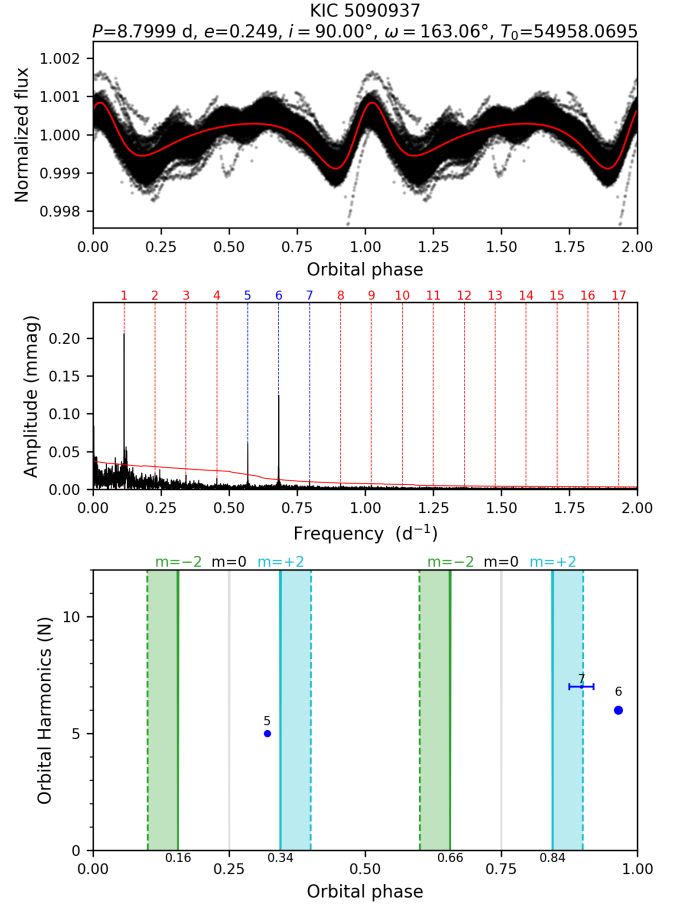 KIC 5090937
P=8.7999 d, e=0.249, i = 90.00°, ω = 163.06°, T₀=54958.0695
1.002
1.001
1.000
0.999
0.998
Normalized flux
0.00 0.25 0.50 0.75 1.00 1.25 1.50 1.75 2.00
Orbital phase
1 2 3 4 5 6 7 8 9 10 11 12 13 14 15 16 17
0.20
0.15
0.10
0.05
0.00
Amplitude (mmag)
0.00 0.25 0.50 0.75 1.00 1.25 1.50 1.75 2.00
Frequency (d⁻¹)
m=−2 m=0 m=+2 m=−2 m=0 m=+2
10
5
0
Orbital Harmonics (N)
7
6
5
0.16 0.34 0.66 0.84
0.00 0.25 0.50 0.75 1.00
Orbital phase